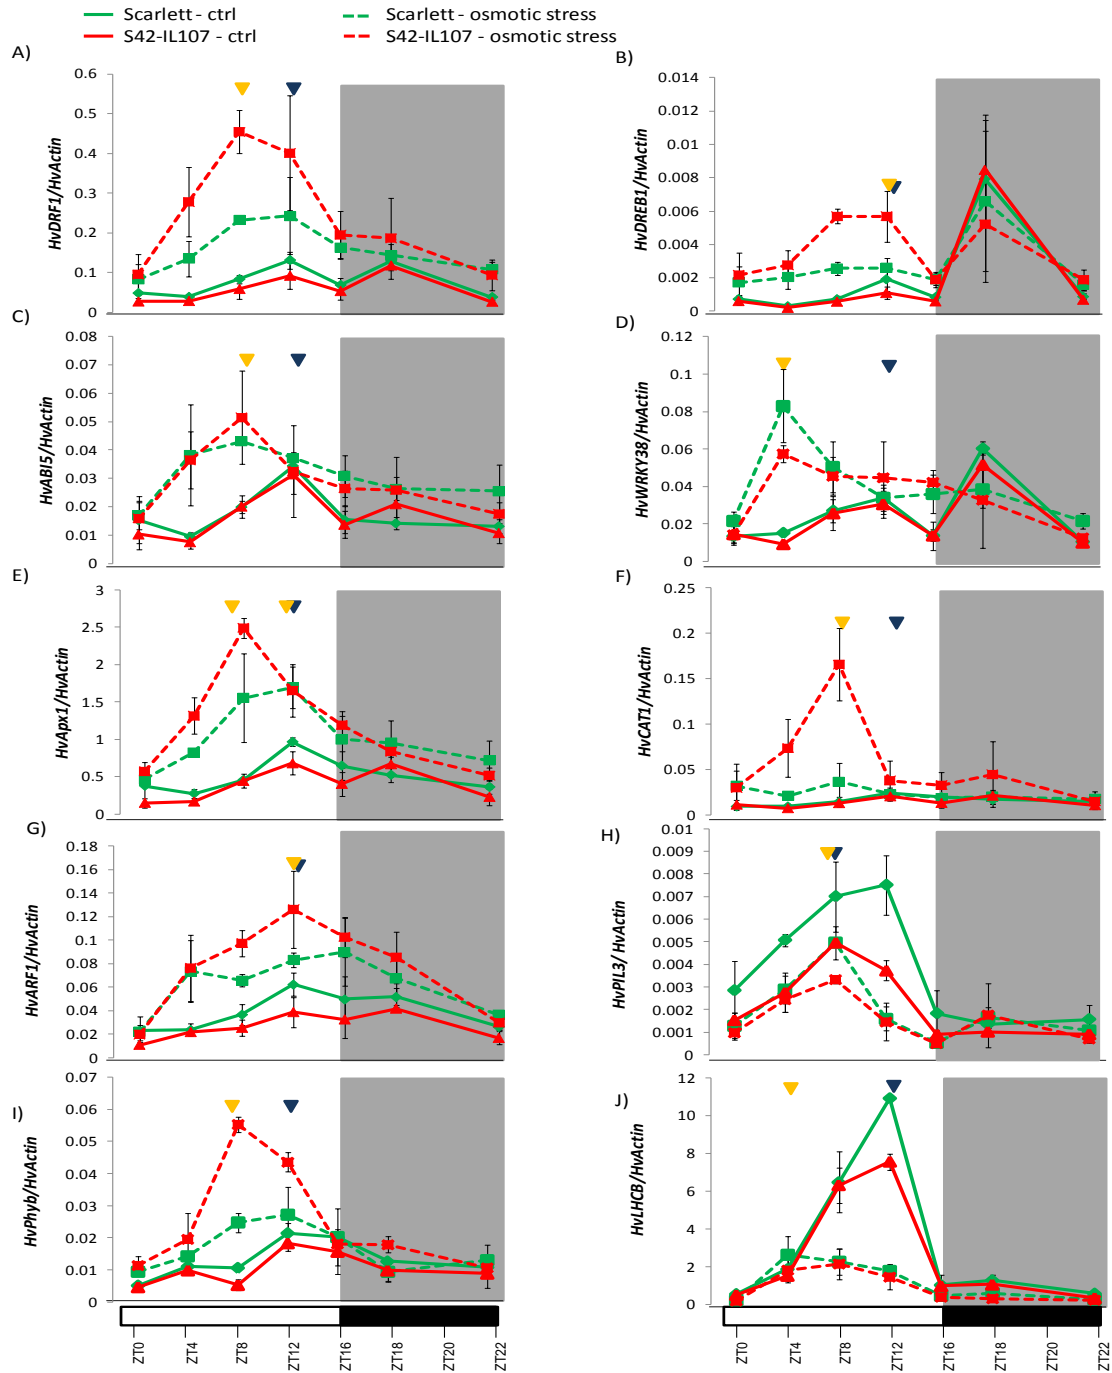 Scarlett - ctrl
Scarlett - osmotic stress
S42-IL107 - ctrl
S42-IL107 - osmotic stress
A)
HvDRF1/HvActin
0.6
0.5
0.4
0.3
0.2
0.1
0
B)
HvDREB1/HvActin
0.014
0.012
0.01
0.008
0.006
0.004
0.002
0
C)
HvABI5/HvActin
0.08
0.07
0.06
0.05
0.04
0.03
0.02
0.01
0
D)
HvWRKY38/HvActin
0.12
0.1
0.08
0.06
0.04
0.02
0
E)
HvApx1/HvActin
3
2.5
2
1.5
1
0.5
0
F)
HvCAT1/HvActin
0.25
0.2
0.15
0.1
0.05
0
G)
HvARF1/HvActin
0.18
0.16
0.14
0.12
0.1
0.08
0.06
0.04
0.02
0
H)
HvPIL3/ HvActin
0.01
0.009
0.008
0.007
0.006
0.005
0.004
0.003
0.002
0.001
0
I)
HvPhyb/HvActin
0.07
0.06
0.05
0.04
0.03
0.02
0.01
0
J)
HvLHCB/HvActin
12
10
8
6
4
2
0
ZT0
ZT4
ZT8
ZT12
ZT16
ZT18
ZT20
ZT22
ZT0
ZT4
ZT8
ZT12
ZT16
ZT18
ZT20
ZT22